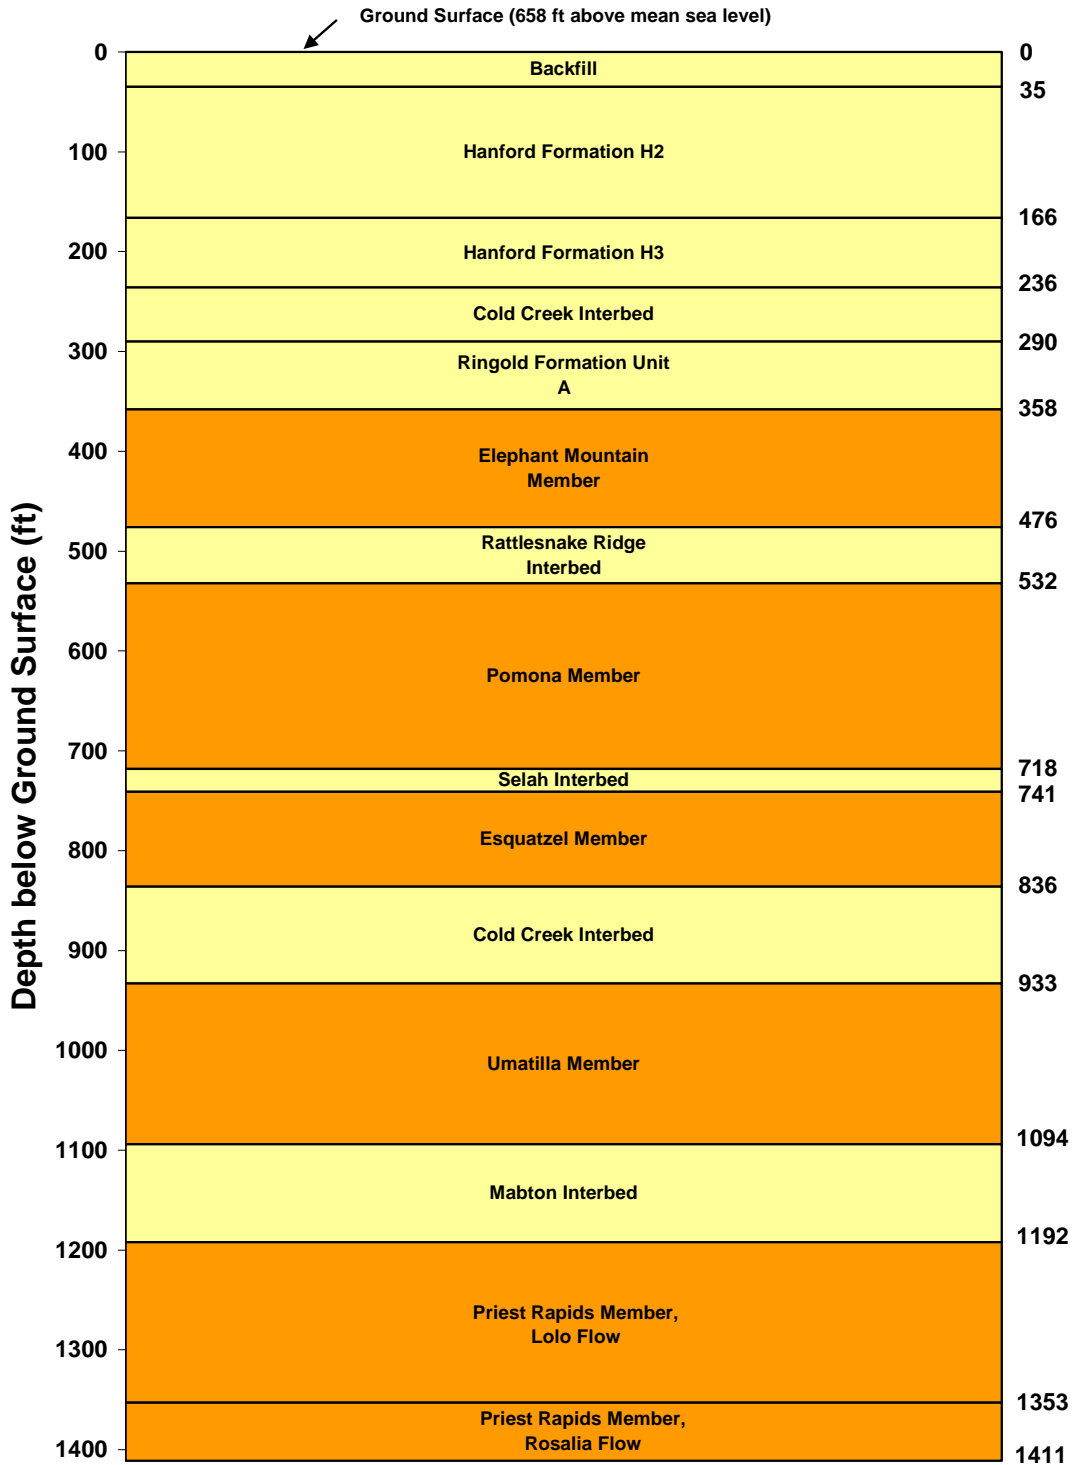 Ground Surface (658 ft above mean sea level)
0
0
Backfill
35
Hanford Formation H2
100
166
Hanford Formation H3
200
236
Cold Creek Interbed
290
300
Ringold Formation Unit
A
358
400
Elephant Mountain
Member
476
Rattlesnake Ridge
500
Interbed
532
Depth below Ground Surface (ft)
600
Pomona Member
700
718
Selah Interbed
741
Esquatzel Member
800
836
Cold Creek Interbed
900
933
1000
Umatilla Member
1094
1100
Mabton Interbed
1192
1200
Priest Rapids Member,
Lolo Flow
1300
1353
Priest Rapids Member,
Rosalia Flow
1400
1411